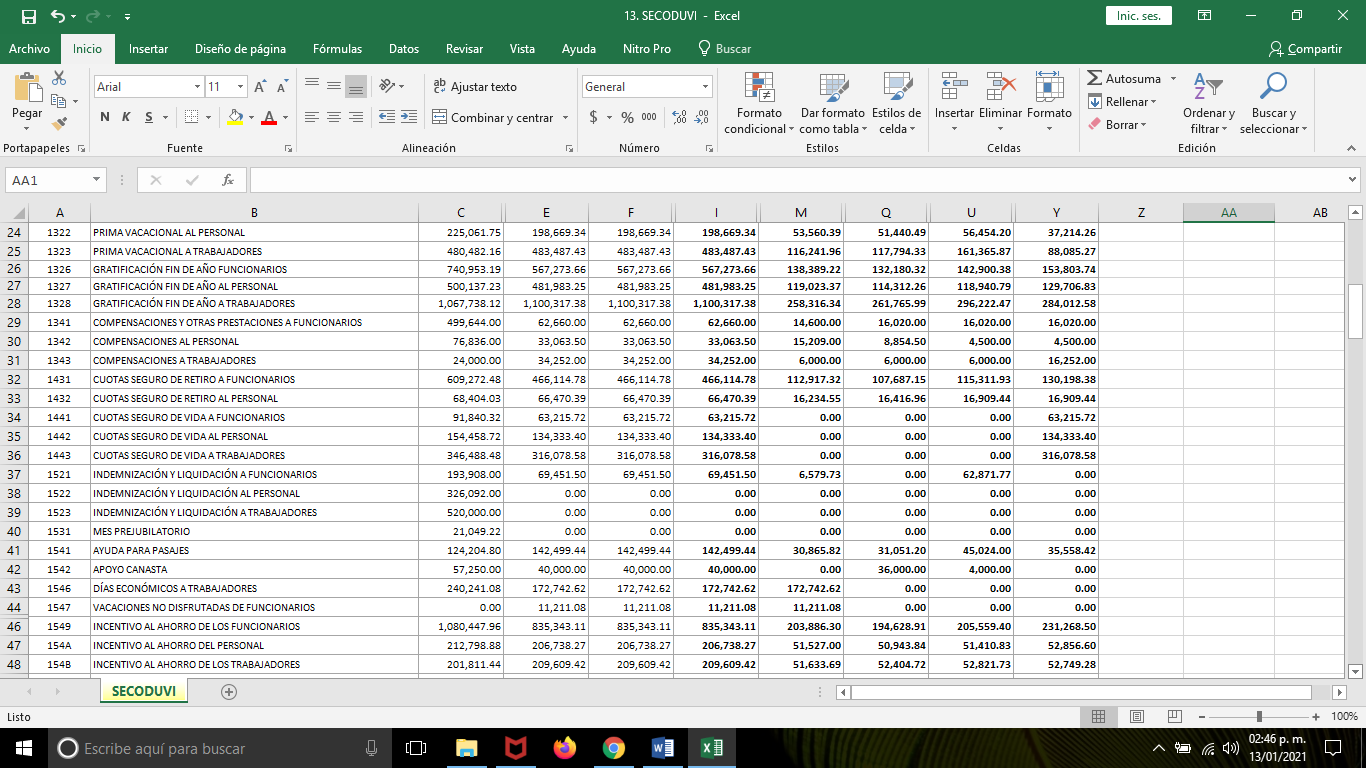 13. SECODUVI - Excel
Inic. ses.
Archivo Inicio Insertar Diseño de página Fórmulas Datos Revisar Vista Ayuda Nitro Pro Buscar Compartir
Pegar
Arial 11
Ajustar texto
General
Autosuma
N K S
Combinar y centrar
$ % 000
Formato condicional
Dar formato como tabla
Estilos de celda
Insertar Eliminar Formato
Rellenar
Borrar
Ordenar y filtrar
Buscar y seleccionar
Portapapeles Fuente Alineación Número Estilos Celdas Edición
AA1 fx
A B C E F I M Q U Y Z AA AB
24 1322 PRIMA VACACIONAL AL PERSONAL 225,061.75 198,669.34 198,669.34 198,669.34 53,560.39 51,440.49 56,454.20 37,214.26
25 1323 PRIMA VACACIONAL A TRABAJADORES 480,482.16 483,487.43 483,487.43 483,487.43 116,241.96 117,794.33 161,365.87 88,085.27
26 1326 GRATIFICACIÓN FIN DE AÑO FUNCIONARIOS 740,953.19 567,273.66 567,273.66 567,273.66 138,389.22 132,180.32 142,900.38 153,803.74
27 1327 GRATIFICACIÓN FIN DE AÑO AL PERSONAL 500,137.23 481,983.25 481,983.25 481,983.25 119,023.37 114,312.26 118,940.79 129,706.83
28 1328 GRATIFICACIÓN FIN DE AÑO A TRABAJADORES 1,067,738.12 1,100,317.38 1,100,317.38 1,100,317.38 258,316.34 261,765.99 296,222.47 284,012.58
29 1341 COMPENSACIONES Y OTRAS PRESTACIONES A FUNCIONARIOS 499,644.00 62,660.00 62,660.00 62,660.00 14,600.00 16,020.00 16,020.00 16,020.00
30 1342 COMPENSACIONES AL PERSONAL 76,836.00 33,063.50 33,063.50 33,063.50 15,209.00 8,854.50 4,500.00 4,500.00
31 1343 COMPENSACIONES A TRABAJADORES 24,000.00 34,252.00 34,252.00 34,252.00 6,000.00 6,000.00 6,000.00 16,252.00
32 1431 CUOTAS SEGURO DE RETIRO A FUNCIONARIOS 609,272.48 466,114.78 466,114.78 466,114.78 112,917.32 107,687.15 115,311.93 130,198.38
33 1432 CUOTAS SEGURO DE RETIRO AL PERSONAL 68,404.03 66,470.39 66,470.39 66,470.39 16,234.55 16,416.96 16,909.44 16,909.44
34 1441 CUOTAS SEGURO DE VIDA A FUNCIONARIOS 91,840.32 63,215.72 63,215.72 63,215.72 0.00 0.00 0.00 63,215.72
35 1442 CUOTAS SEGURO DE VIDA AL PERSONAL 154,458.72 134,333.40 134,333.40 134,333.40 0.00 0.00 0.00 134,333.40
36 1443 CUOTAS SEGURO DE VIDA A TRABAJADORES 346,488.48 316,078.58 316,078.58 316,078.58 0.00 0.00 0.00 316,078.58
37 1521 INDEMNIZACIÓN Y LIQUIDACIÓN A FUNCIONARIOS 193,908.00 69,451.50 69,451.50 69,451.50 6,579.73 0.00 62,871.77 0.00
38 1522 INDEMNIZACIÓN Y LIQUIDACIÓN AL PERSONAL 326,092.00 0.00 0.00 0.00 0.00 0.00 0.00 0.00
39 1523 INDEMNIZACIÓN Y LIQUIDACIÓN A TRABAJADORES 520,000.00 0.00 0.00 0.00 0.00 0.00 0.00 0.00
40 1531 MES PREJUBILATORIO 21,049.22 0.00 0.00 0.00 0.00 0.00 0.00 0.00
41 1541 AYUDA PARA PASAJES 124,204.80 142,499.44 142,499.44 142,499.44 30,865.82 31,051.20 45,024.00 35,558.42
42 1542 APOYO CANASTA 57,250.00 40,000.00 40,000.00 40,000.00 0.00 36,000.00 4,000.00 0.00
43 1546 DÍAS ECONÓMICOS A TRABAJADORES 240,241.08 172,742.62 172,742.62 172,742.62 172,742.62 0.00 0.00 0.00
44 1547 VACACIONES NO DISFRUTADAS DE FUNCIONARIOS 0.00 11,211.08 11,211.08 11,211.08 11,211.08 0.00 0.00 0.00
46 1549 INCENTIVO AL AHORRO DE LOS FUNCIONARIOS 1,080,447.96 835,343.11 835,343.11 835,343.11 203,886.30 194,628.91 205,559.40 231,268.50
47 154A INCENTIVO AL AHORRO DEL PERSONAL 212,798.88 206,738.27 206,738.27 206,738.27 51,527.00 50,943.84 51,410.83 52,856.60
48 154B INCENTIVO AL AHORRO DE LOS TRABAJADORES 201,811.44 209,609.42 209,609.42 209,609.42 51,633.69 52,404.72 52,821.73 52,749.28
SECODUVI
Listo 100%
Escribe aquí para buscar
02:46 p. m.
13/01/2021